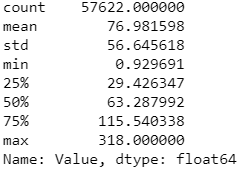 count    57622.000000
mean        76.981598
std         56.645618
min          0.929691
25%         29.426347
50%         63.287992
75%        115.540338
max        318.000000
Name: Value, dtype: float64